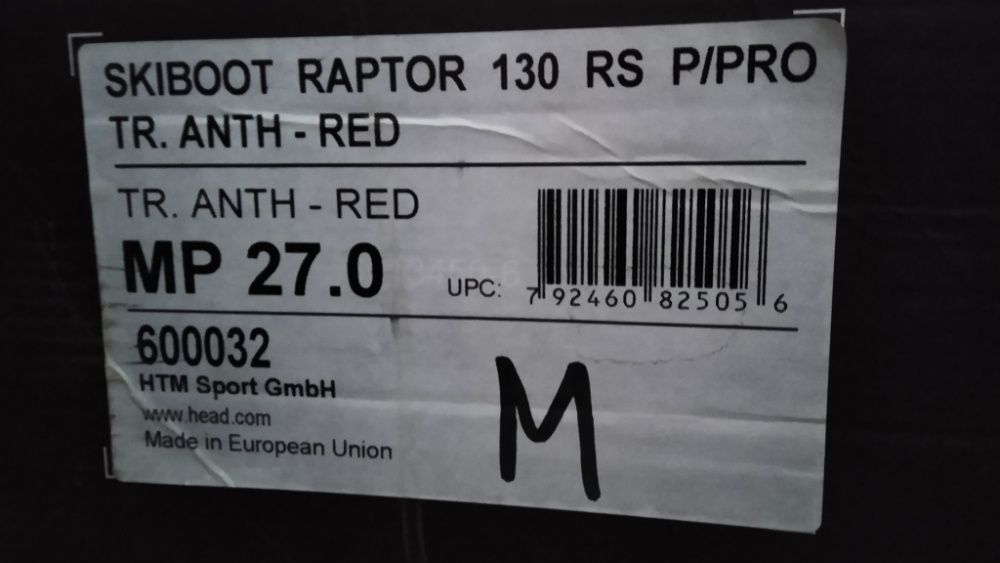 SKIBOOT RAPTOR 130 RS P/PRO
TR. ANTH - RED
TR. ANTH - RED
MP 27.0
UPC: 7 92460 82505 6
600032
HTM Sport GmbH
www.head.com
Made in European Union
M